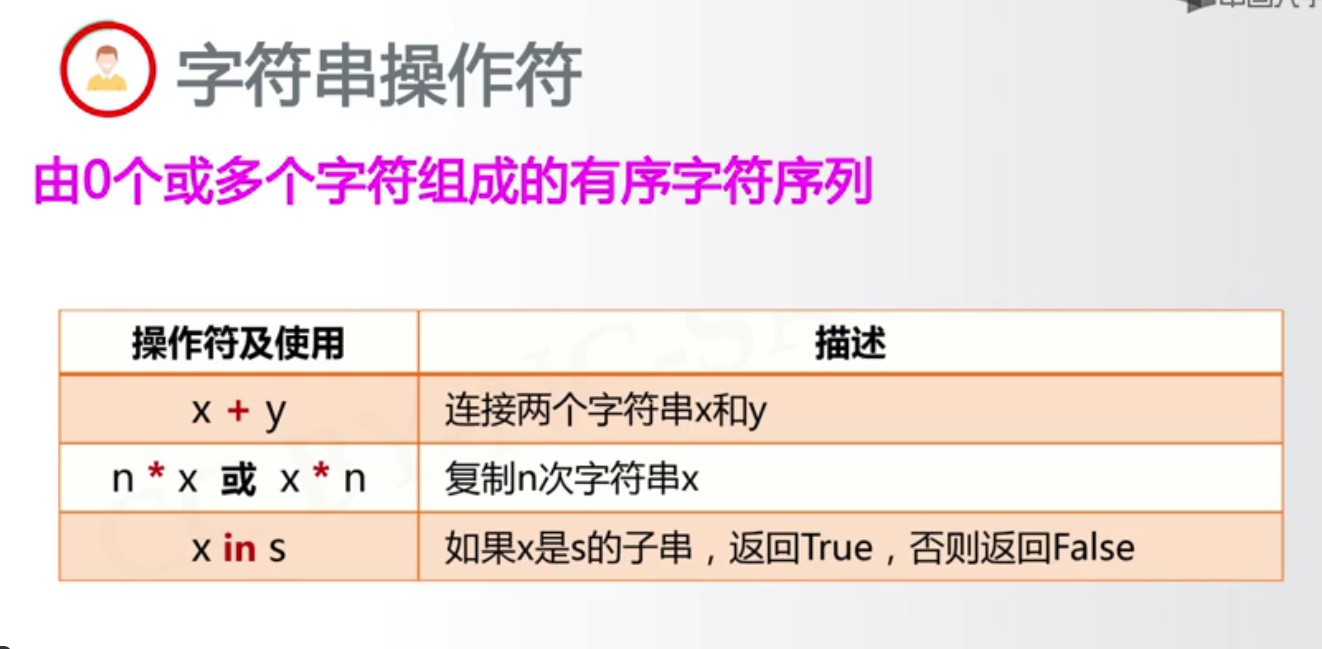 字符串操作符
由0个或多个字符组成的有序字符序列
操作符及使用 描述
x + y 连接两个字符串x和y
n * x 或 x * n 复制n次字符串x
x in s 如果x是s的子串，返回True，否则返回False